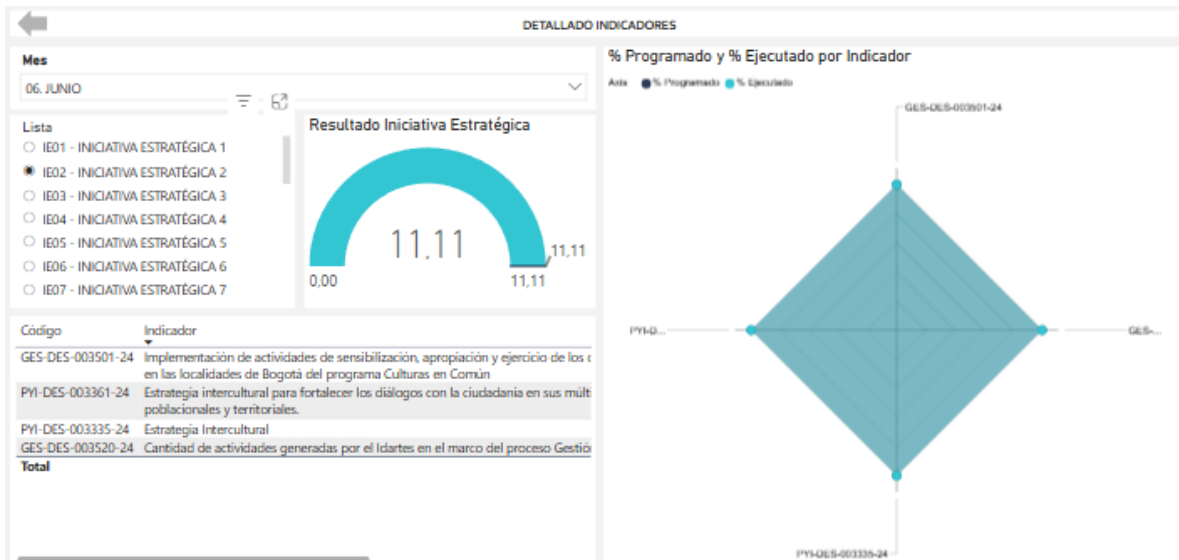 DETALLADO INDICADORES
Mes
06. JUNIO
Lista
IE01 - INICIATIVA ESTRATÉGICA 1
IE02 - INICIATIVA ESTRATÉGICA 2
IE03 - INICIATIVA ESTRATÉGICA 3
IE04 - INICIATIVA ESTRATÉGICA 4
IE05 - INICIATIVA ESTRATÉGICA 5
IE06 - INICIATIVA ESTRATÉGICA 6
IE07 - INICIATIVA ESTRATÉGICA 7
Resultado Iniciativa Estratégica
11,11
11,11
0,00
11,11
Código Indicador
GES-DES-003501-24 Implementación de actividades de sensibilización, apropiación y ejercicio de los
en las localidades de Bogotá del programa Culturas en Común
PYI-DES-003361-24 Estrategia intercultural para fortalecer los diálogos con la ciudadanía en sus múlti
poblacionales y territoriales.
PYI-DES-003335-24 Estrategia Intercultural
GES-DES-003520-24 Cantidad de actividades generadas por el Idartes en el marco del proceso Gestió
Total
% Programado y % Ejecutado por Indicador
Axis % Programado % Ejecutado
GES-DES-003501-24
PYI-D...
GES-...
PYI-DES-003335-24